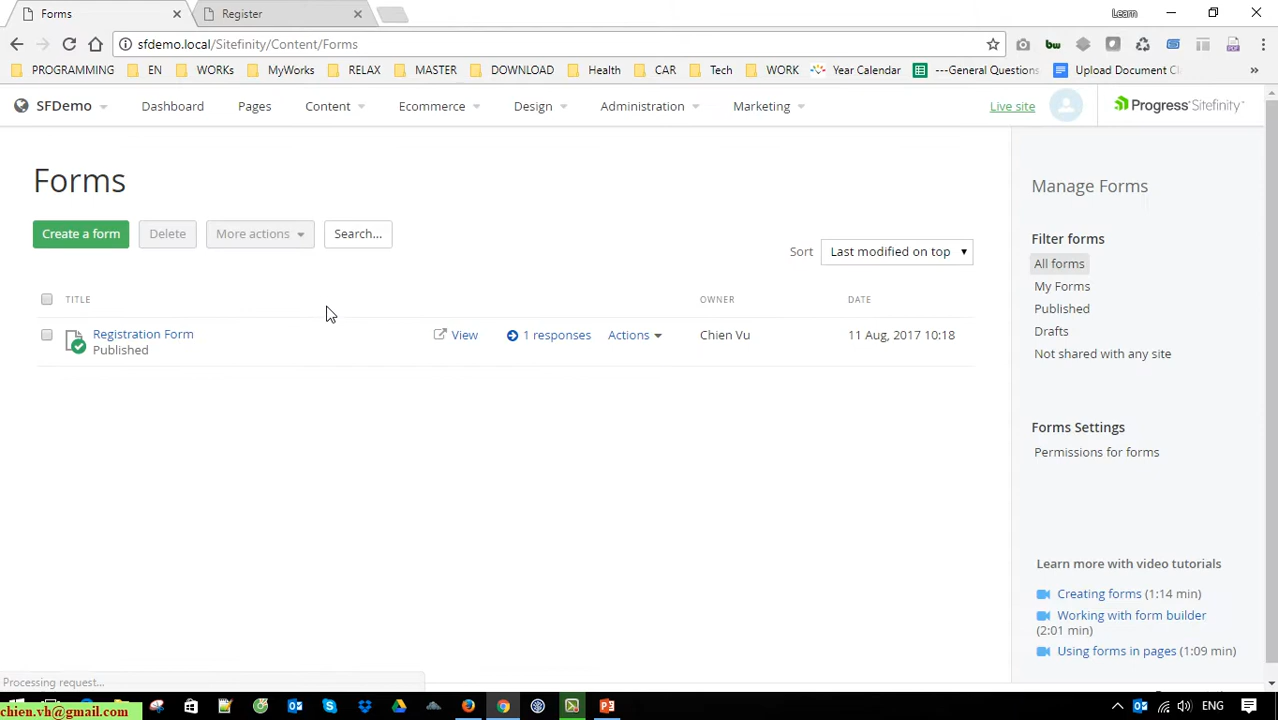 Forms
Register
Learn
sfdemo.local/Sitefinity/Content/Forms
bw
PROGRAMMING
EN
WORKs
MyWorks
RELAX
MASTER
DOWNLOAD
Health
CAR
Tech
WORK
Year Calendar
---General Questions
Upload Document Cl
»
SFDemo
Dashboard
Pages
Content
Ecommerce
Design
Administration
Marketing
Live site
Progress Sitefinity
Forms
Create a form
Delete
More actions
Search...
Sort
Last modified on top
TITLE
OWNER
DATE
Registration Form
Published
View
1 responses
Actions
Chien Vu
11 Aug, 2017 10:18
Manage Forms
Filter forms
All forms
My Forms
Published
Drafts
Not shared with any site
Forms Settings
Permissions for forms
Learn more with video tutorials
Creating forms (1:14 min)
Working with form builder
(2:01 min)
Using forms in pages (1:09 min)
Processing request...
chien.vh@gmail.com
ENG